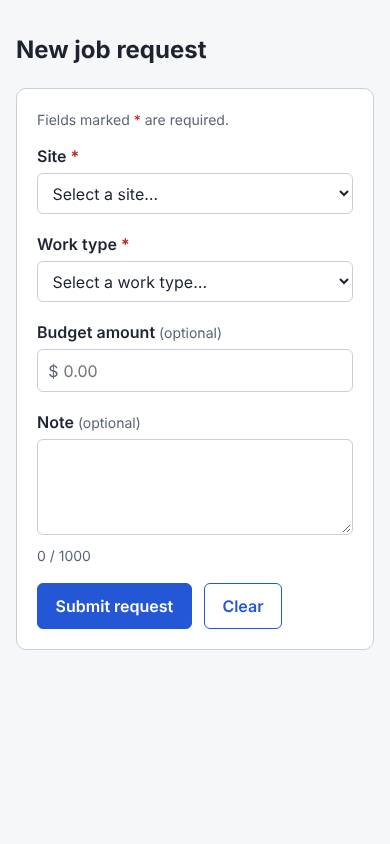 New job request
Fields marked * are required.
Site *
Select a site...
Work type *
Select a work type...
Budget amount (optional)
$ 0.00
Note (optional)
0 / 1000
Submit request
Clear